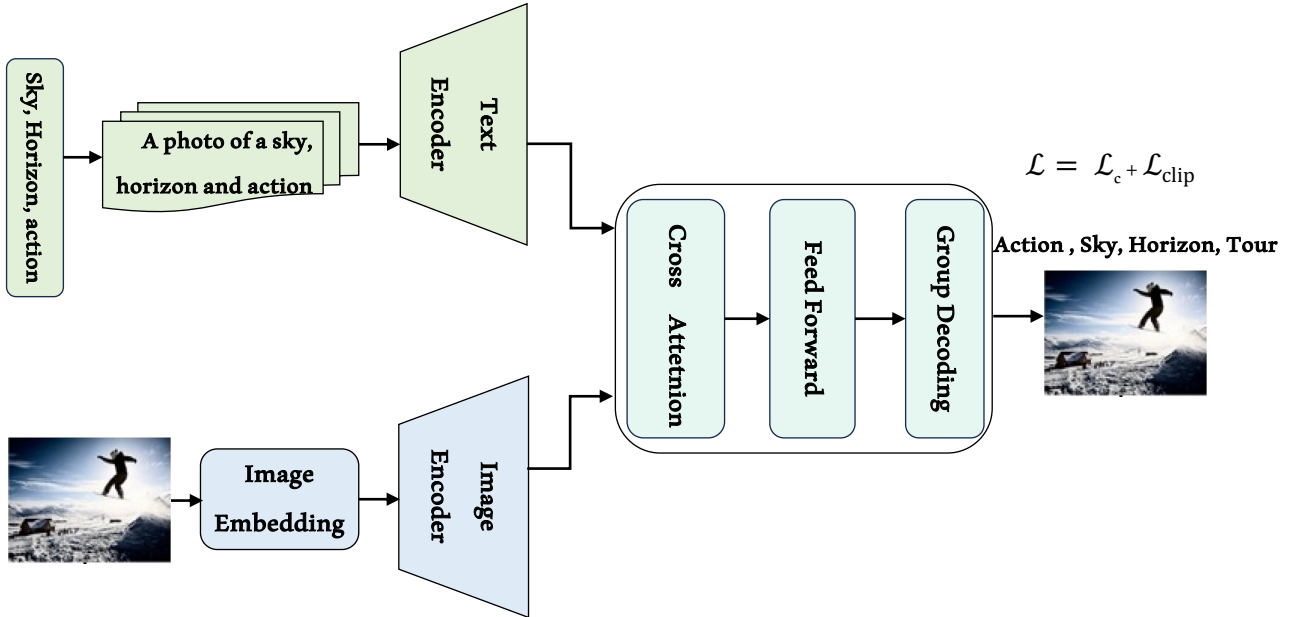 Sky, Horizon, action
A photo of a sky,
horizon and action
Text
Encoder
Image
Embedding
Image
Encoder
Cross Attetnion
Feed Forward
Group Decoding
ℒ = ℒc + ℒclip
Action , Sky, Horizon, Tour